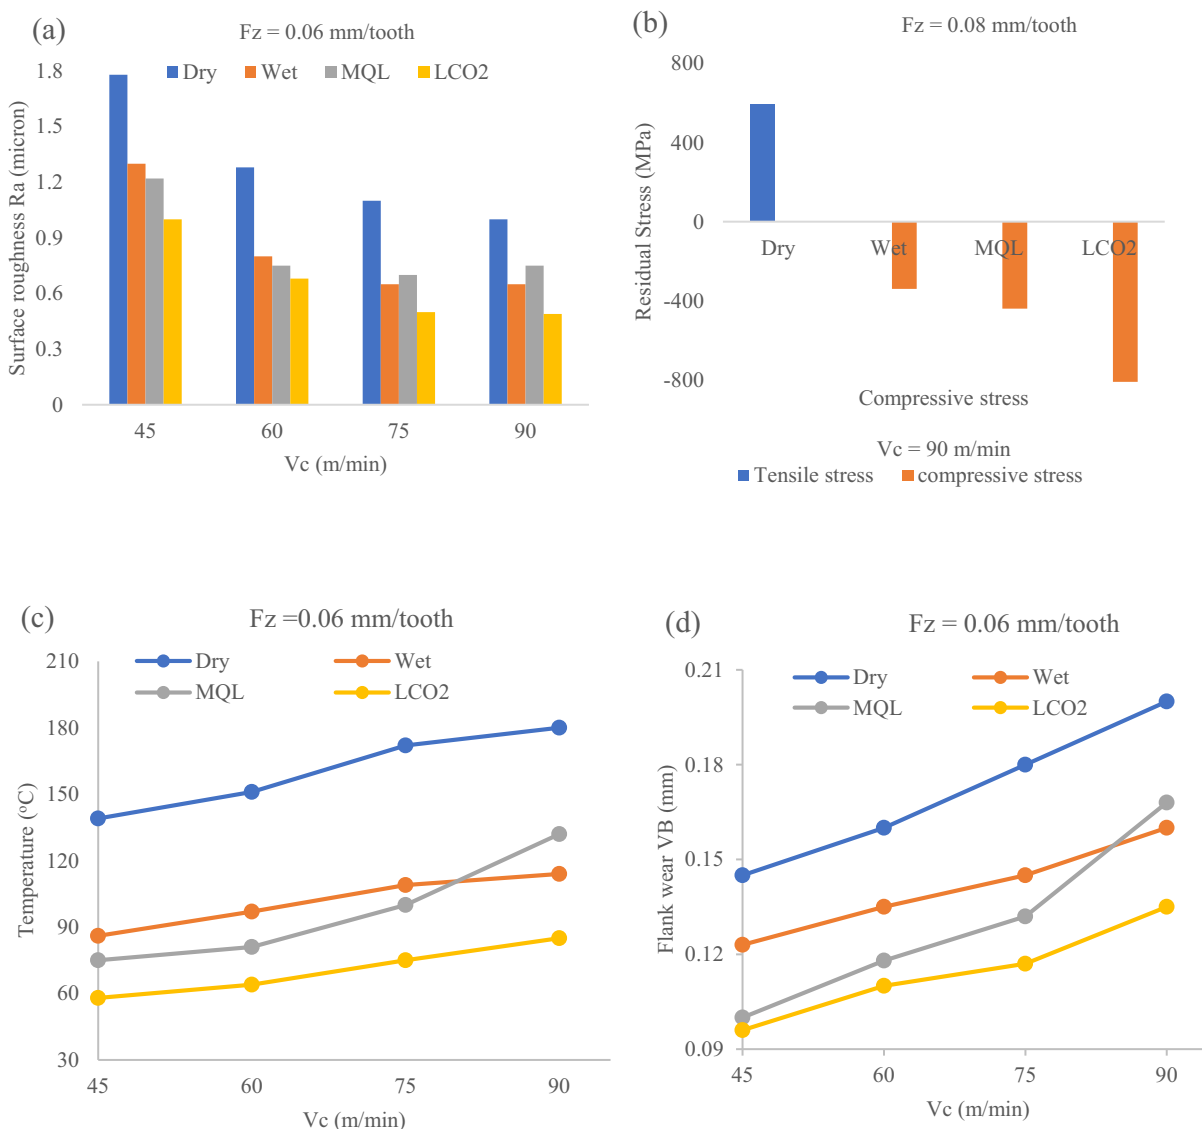 (a)
Fz = 0.06 mm/tooth
Dry Wet MQL LCO2
Surface roughness Ra (micron)
1.8
1.5
1.2
0.9
0.6
0.3
0
45 60 75 90
Vc (m/min)
(b)
Fz = 0.08 mm/tooth
Residual Stress (MPa)
800
400
0
-400
-800
Dry Wet MQL LCO2
Compressive stress
Vc = 90 m/min
Tensile stress compressive stress
(c)
Fz =0.06 mm/tooth
Dry Wet
MQL LCO2
Temperature (°C)
210
180
150
120
90
60
30
45 60 75 90
Vc (m/min)
(d)
Fz = 0.06 mm/tooth
Dry Wet
MQL LCO2
Flank wear VB (mm)
0.21
0.18
0.15
0.12
0.09
45 60 75 90
Vc (m/min)